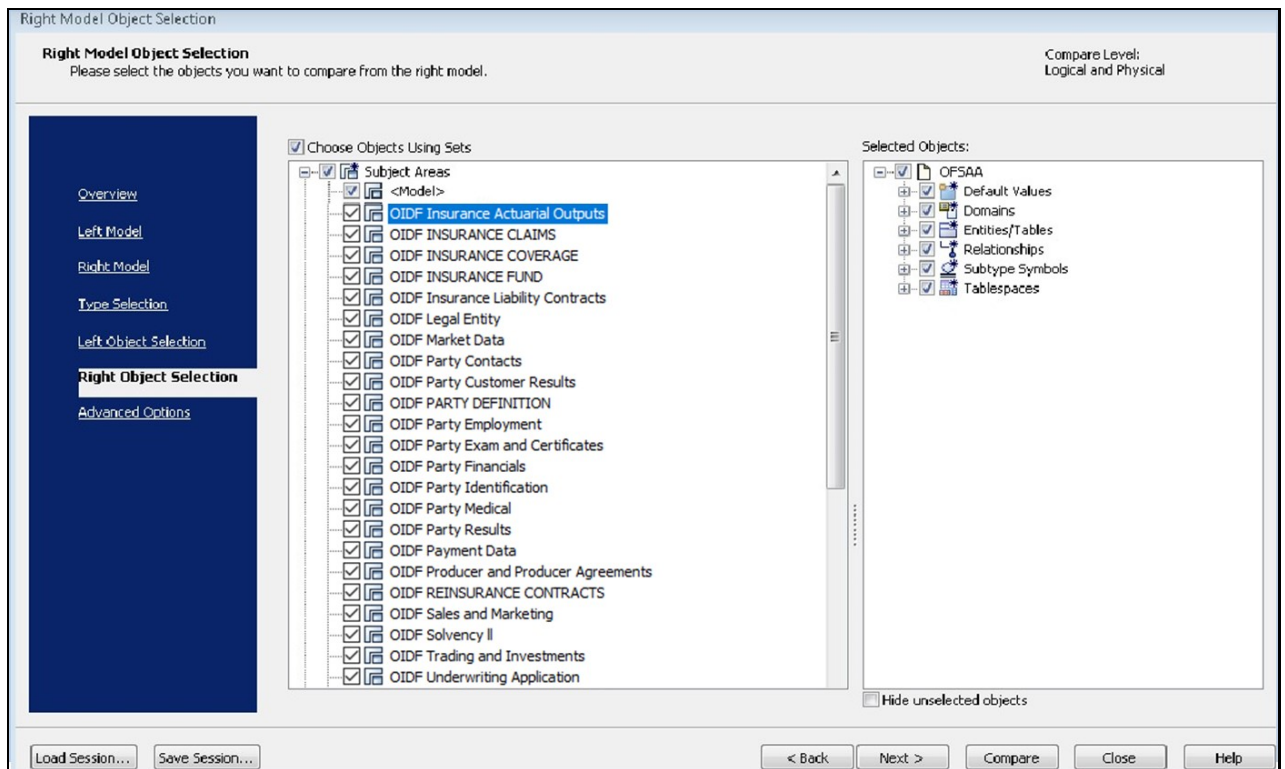 Right Model Object Selection
Right Model Object Selection
Please select the objects you want to compare from the right model.
Compare Level:
Logical and Physical
Overview
Left Model
Right Model
Type Selection
Left Object Selection
Right Object Selection
Advanced Options
Choose Objects Using Sets
Subject Areas
<Model>
OIDF Insurance Actuarial Outputs
OIDF INSURANCE CLAIMS
OIDF INSURANCE COVERAGE
OIDF INSURANCE FUND
OIDF Insurance Liability Contracts
OIDF Legal Entity
OIDF Market Data
OIDF Party Contacts
OIDF Party Customer Results
OIDF PARTY DEFINITION
OIDF Party Employment
OIDF Party Exam and Certificates
OIDF Party Financials
OIDF Party Identification
OIDF Party Medical
OIDF Party Results
OIDF Payment Data
OIDF Producer and Producer Agreements
OIDF REINSURANCE CONTRACTS
OIDF Sales and Marketing
OIDF Solvency ll
OIDF Trading and Investments
OIDF Underwriting Application
Selected Objects:
OFSAA
Default Values
Domains
Entities/Tables
Relationships
Subtype Symbols
Tablespaces
Hide unselected objects
Load Session...
Save Session...
< Back
Next >
Compare
Close
Help